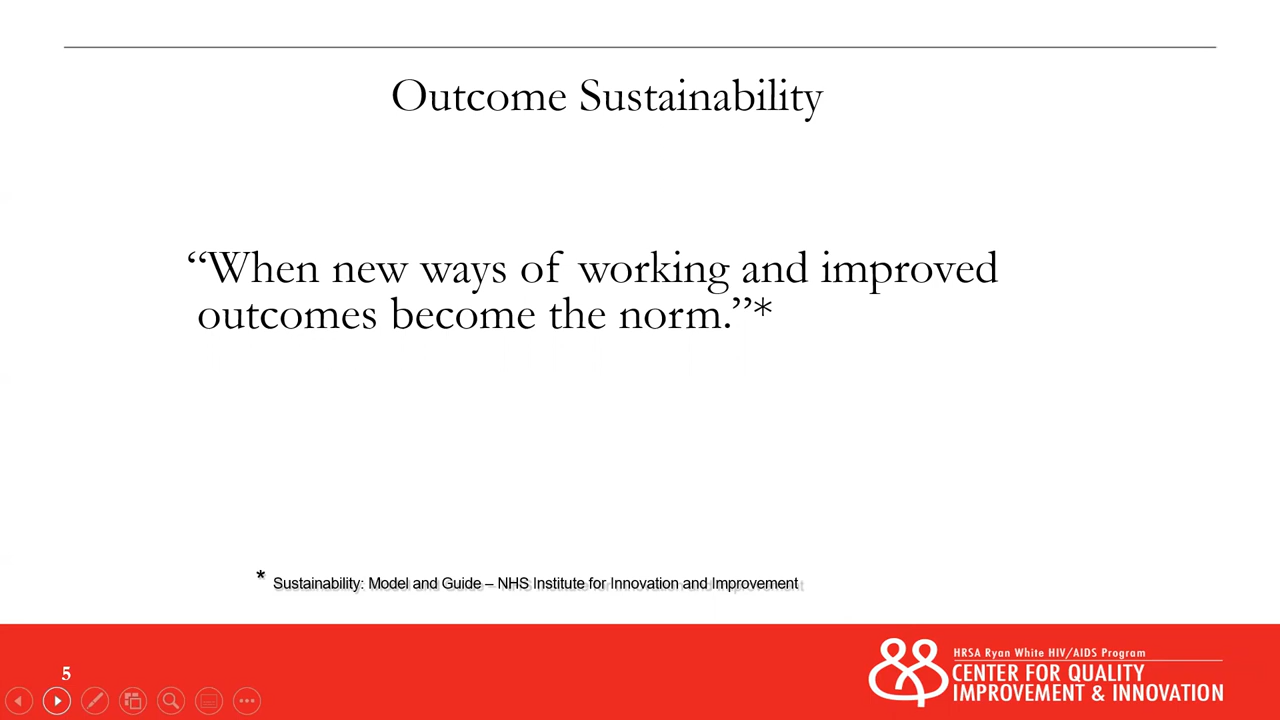 Outcome Sustainability
“When new ways of working and improved
outcomes become the norm.”*
* Sustainability: Model and Guide – NHS Institute for Innovation and Improvement
5
HRSA Ryan White HIV/AIDS Program
CENTER FOR QUALITY
IMPROVEMENT & INNOVATION